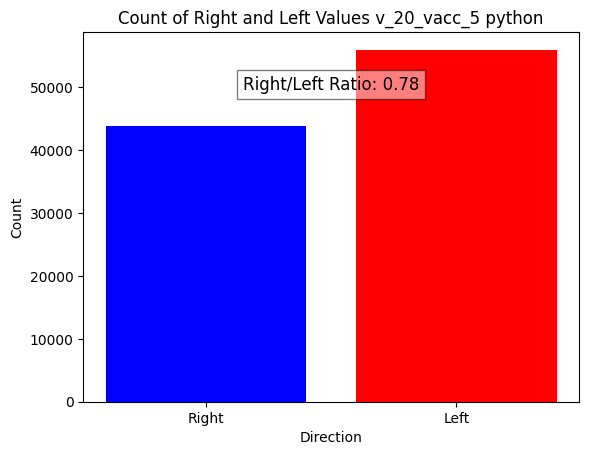 Count of Right and Left Values v_20_vacc_5 python
Right/Left Ratio: 0.78
50000
40000
30000
20000
10000
0
Count
Right
Left
Direction